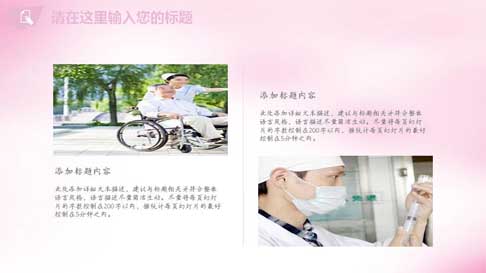 请在这里输入您的标题
添加标题内容
此处添加详细文本描述，建议与标题相关并符合整体
语言风格，语言描述尽量简洁生动。尽量将每页幻灯
片的字数控制在200字以内，据统计每页幻灯片的最好
控制在5分钟之内。
添加标题内容
此处添加详细文本描述，建议与标题相关并符合整体
语言风格，语言描述尽量简洁生动。尽量将每页幻灯
片的字数控制在200字以内，据统计每页幻灯片的最好
控制在5分钟之内。